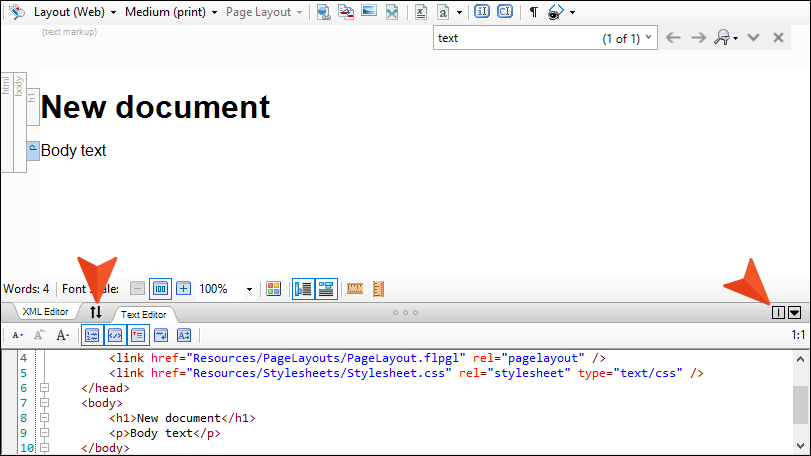 Layout (Web) Medium (print) Page Layout
(text markup)
text (1 of 1)
html body h1 New document
p Body text
Words: 4 Font Scale: 100 100%
XML Editor Text Editor
A A A 1:1
4 <link href="Resources/PageLayouts/PageLayout.flpgl" rel="pagelayout" />
5 <link href="Resources/Stylesheets/Stylesheet.css" rel="stylesheet" type="text/css" />
6 </head>
7 <body>
8 <h1>New document</h1>
9 <p>Body text</p>
10 </body>